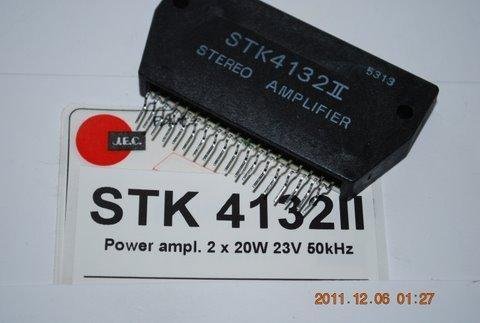 STK4132II
5313
STEREO AMPLIFIER
J.E.C.
STK 4132II
Power ampl. 2 x 20W 23V 50kHz
2011.12.06 01:27